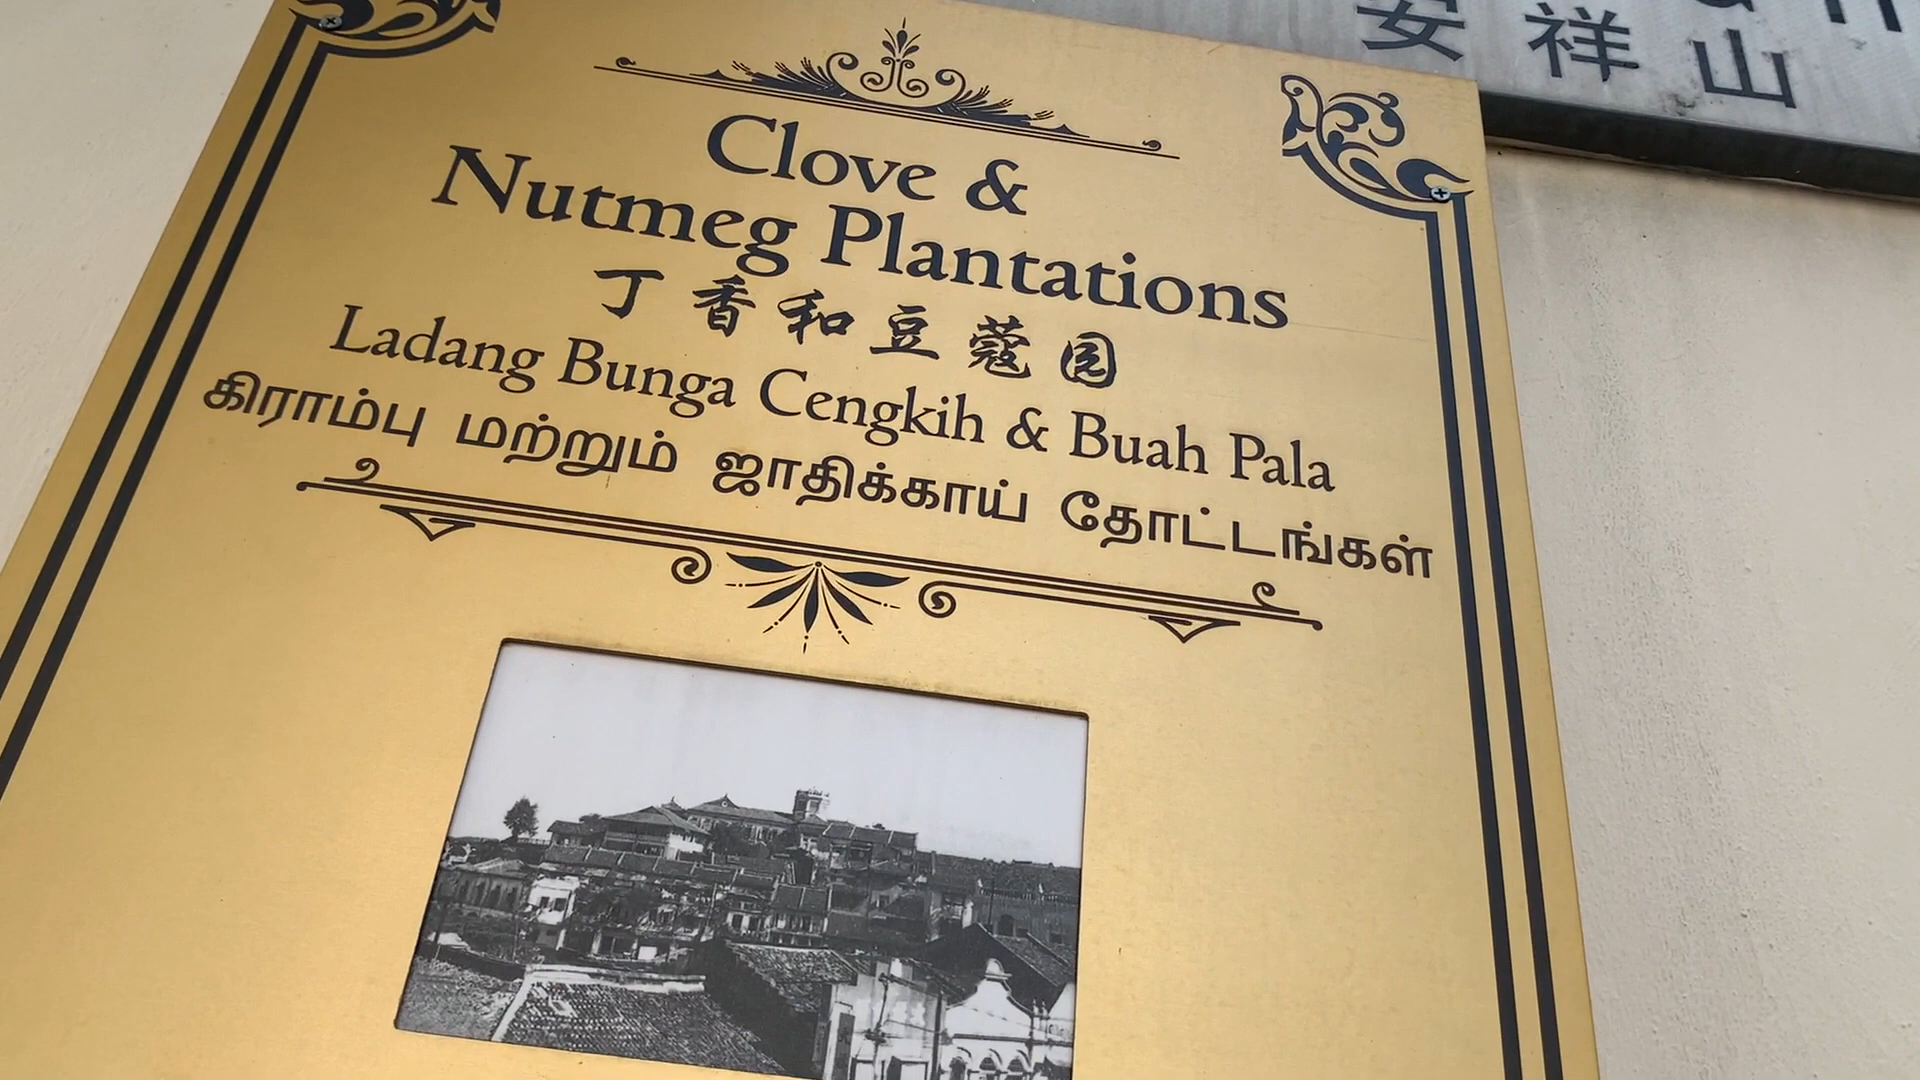 安祥山
Clove &
Nutmeg Plantations
丁香和豆蔻园
Ladang Bunga Cengkih & Buah Pala
கிராம்பு மற்றும் ஜாதிக்காய் தோட்டங்கள்